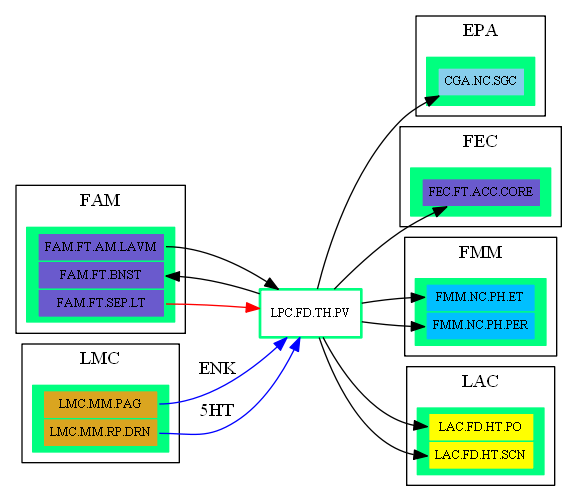 EPA
CGA.NC.SGC
FEC
FEC.FT.ACC.CORE
FAM
FAM.FT.AM.LAVM
FAM.FT.BNST
FAM.FT.SEP.LT
FMM
FMM.NC.PH.ET
FMM.NC.PH.PER
LPC.FD.TH.PV
LMC
LMC.MM.PAG
LMC.MM.RP.DRN
ENK
5HT
LAC
LAC.FD.HT.PO
LAC.FD.HT.SCN